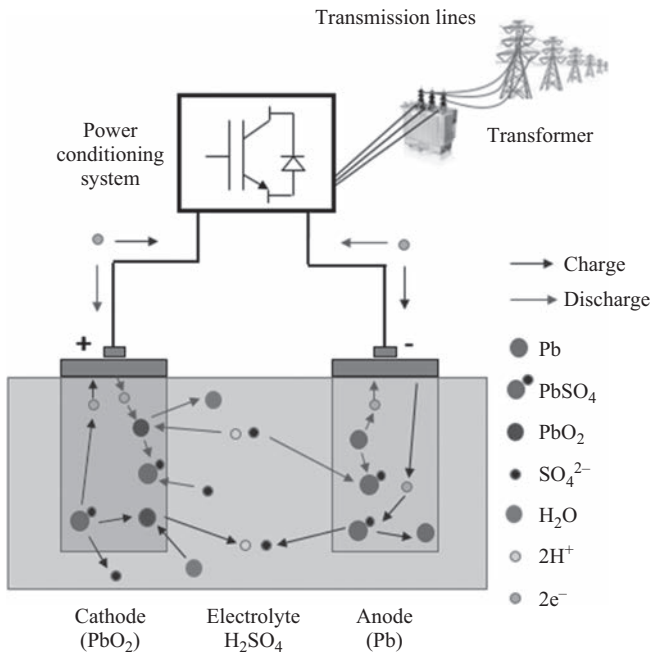 Transmission lines
Transformer
Power
conditioning
system
Charge
Discharge
+
-
Pb
PbSO₄
PbO₂
SO₄²⁻
H₂O
2H⁺
2e⁻
Cathode
(PbO₂)
Electrolyte
H₂SO₄
Anode
(Pb)